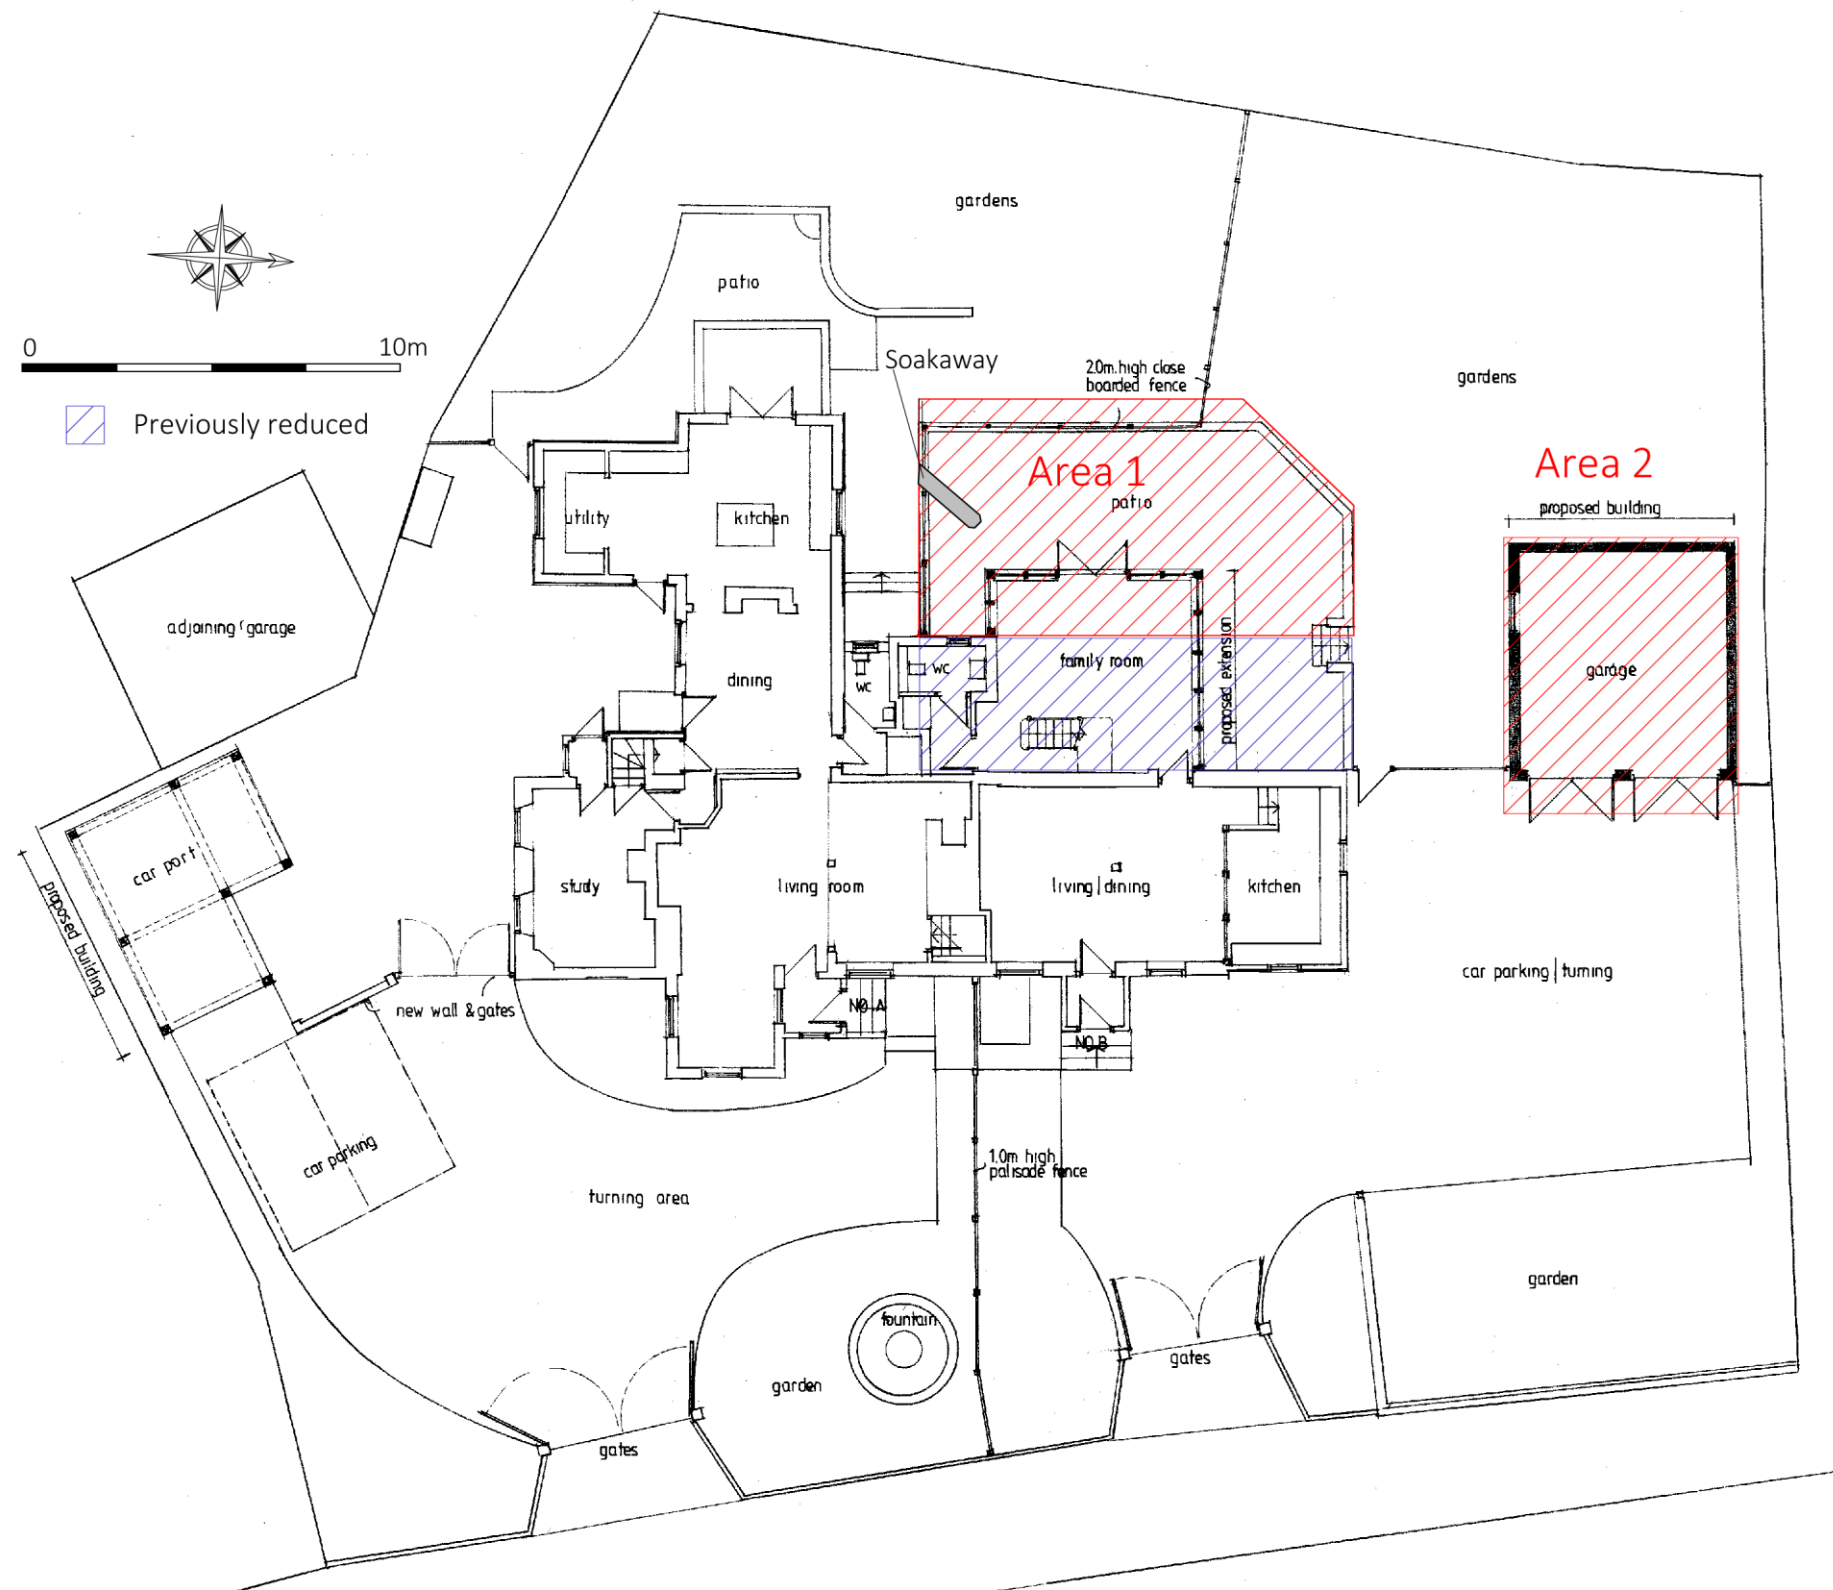 gardens
patio
0 10m
Soakaway
2.0m.high close
boarded fence
gardens
Previously reduced
Area 1
Area 2
patio
proposed building
utility
kitchen
adjoining garage
family room
proposed extension
wc
wc
dining
garage
car port
proposed building
study
living room
living/dining
kitchen
car parking/turning
new wall & gates
NO.A
NO.B
car parking
1.0m high
palisade fence
turning area
garden
fountain
gates
garden
gates